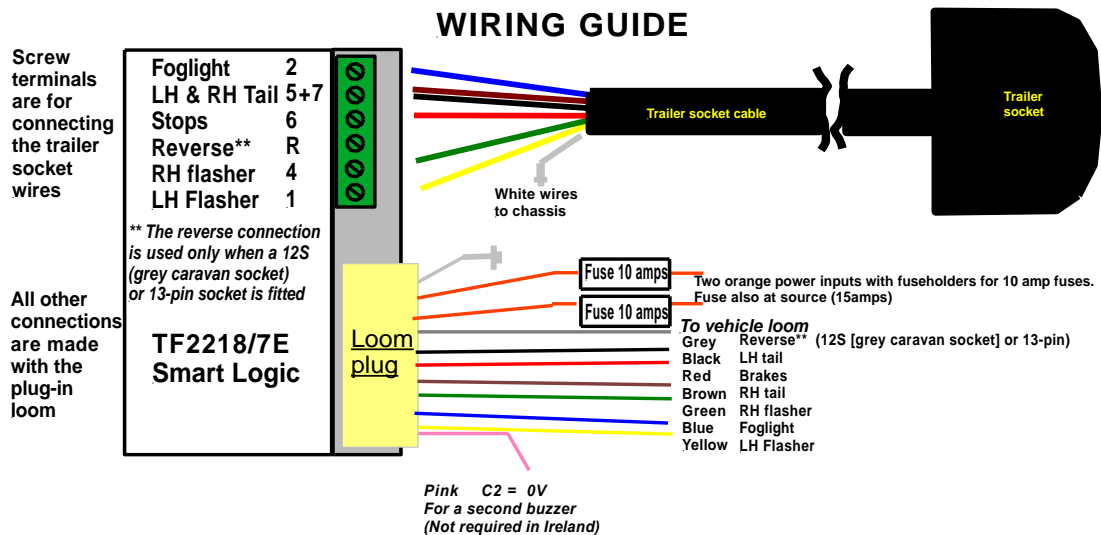 WIRING GUIDE
Screw
terminals
are for
connecting
the trailer
socket
wires
Foglight 2
LH & RH Tail 5+7
Stops 6
Reverse** R
RH flasher 4
LH Flasher 1
** The reverse connection
is used only when a 12S
(grey caravan socket)
or 13-pin socket is fitted
Trailer socket cable
Trailer
socket
White wires
to chassis
All other
connections
are made
with the
plug-in
loom
TF2218/7E
Smart Logic
Loom
plug
Fuse 10 amps
Fuse 10 amps
Two orange power inputs with fuseholders for 10 amp fuses.
Fuse also at source (15amps)
To vehicle loom
Grey Reverse** (12S [grey caravan socket] or 13-pin)
Black LH tail
Red Brakes
Brown RH tail
Green RH flasher
Blue Foglight
Yellow LH Flasher
Pink C2 = 0V
For a second buzzer
(Not required in Ireland)